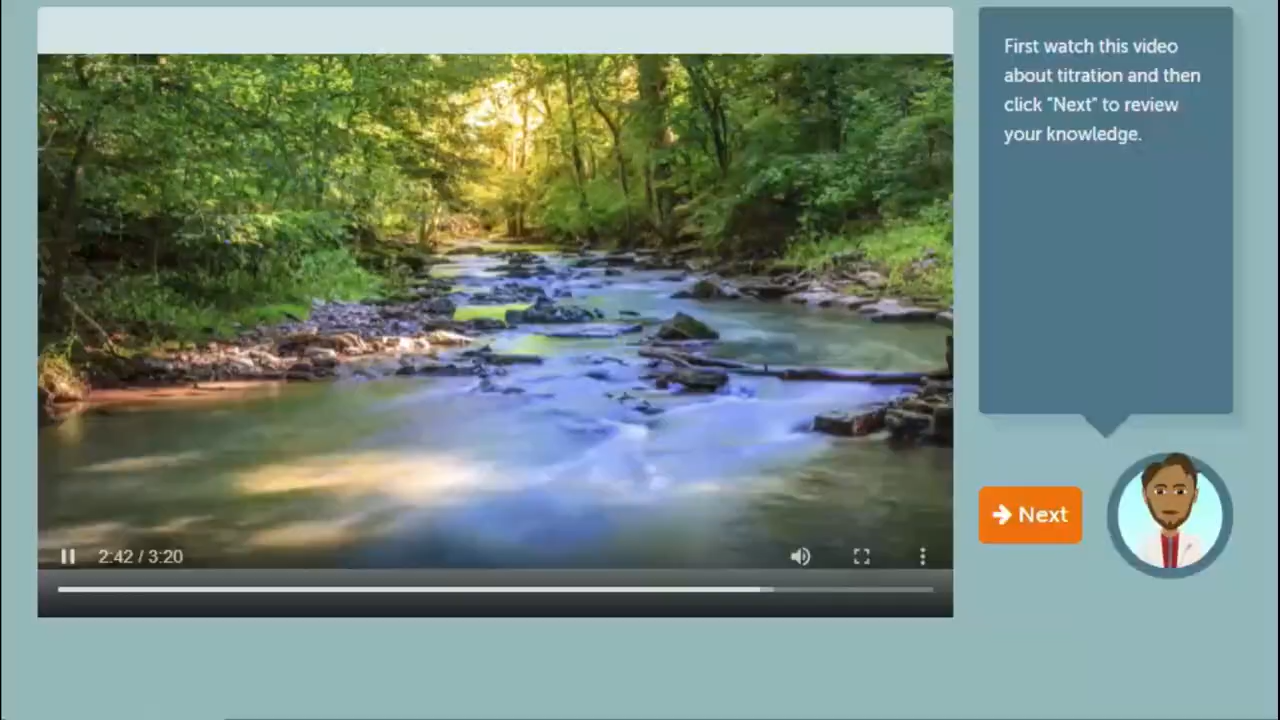 First watch this video
about titration and then
click "Next" to review
your knowledge.
Next
2:42 / 3:20